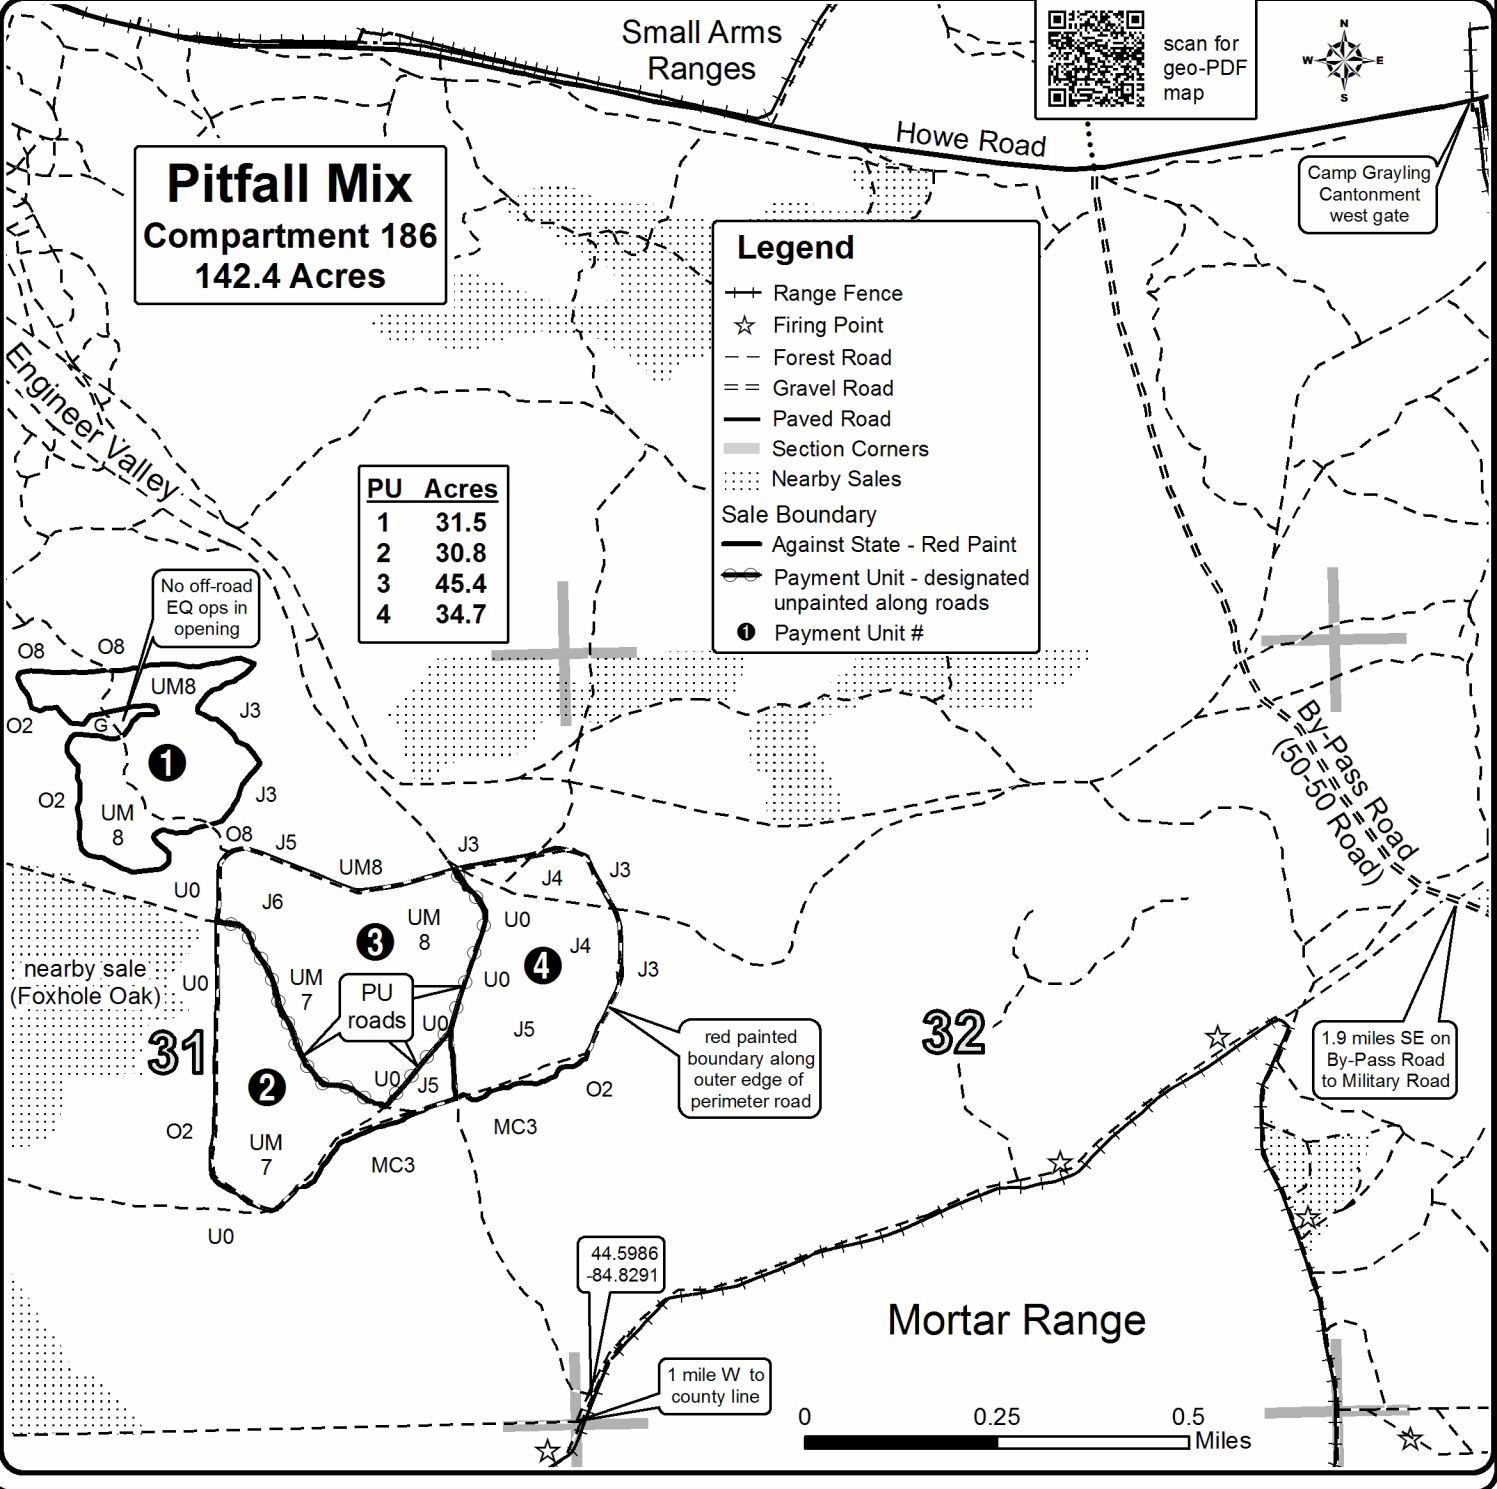 Small Arms
Ranges
scan for
geo-PDF
map
N
W
E
S
Howe Road
Camp Grayling
Cantonment
west gate
Pitfall Mix
Compartment 186
142.4 Acres
Legend
Range Fence
Firing Point
Forest Road
Gravel Road
Paved Road
Section Corners
Nearby Sales
Sale Boundary
Against State - Red Paint
Payment Unit - designated
unpainted along roads
1 Payment Unit #
Engineer Valley
PU Acres
1 31.5
2 30.8
3 45.4
4 34.7
No off-road
EQ ops in
opening
O8
O8
UM8
J3
O2
G
1
O2
J3
UM
8
By-Pass Road
(50-50 Road)
O8
J5
J3
UM8
J3
J4
U0
J6
UM
8
U0
3
J4
4
nearby sale
(Foxhole Oak)
U0
UM
7
U0
J3
PU
roads
U0
J5
31
32
red painted
boundary along
outer edge of
perimeter road
1.9 miles SE on
By-Pass Road
to Military Road
2
U0
J5
O2
O2
UM
7
MC3
MC3
U0
44.5986
-84.8291
Mortar Range
1 mile W to
county line
0 0.25 0.5
Miles